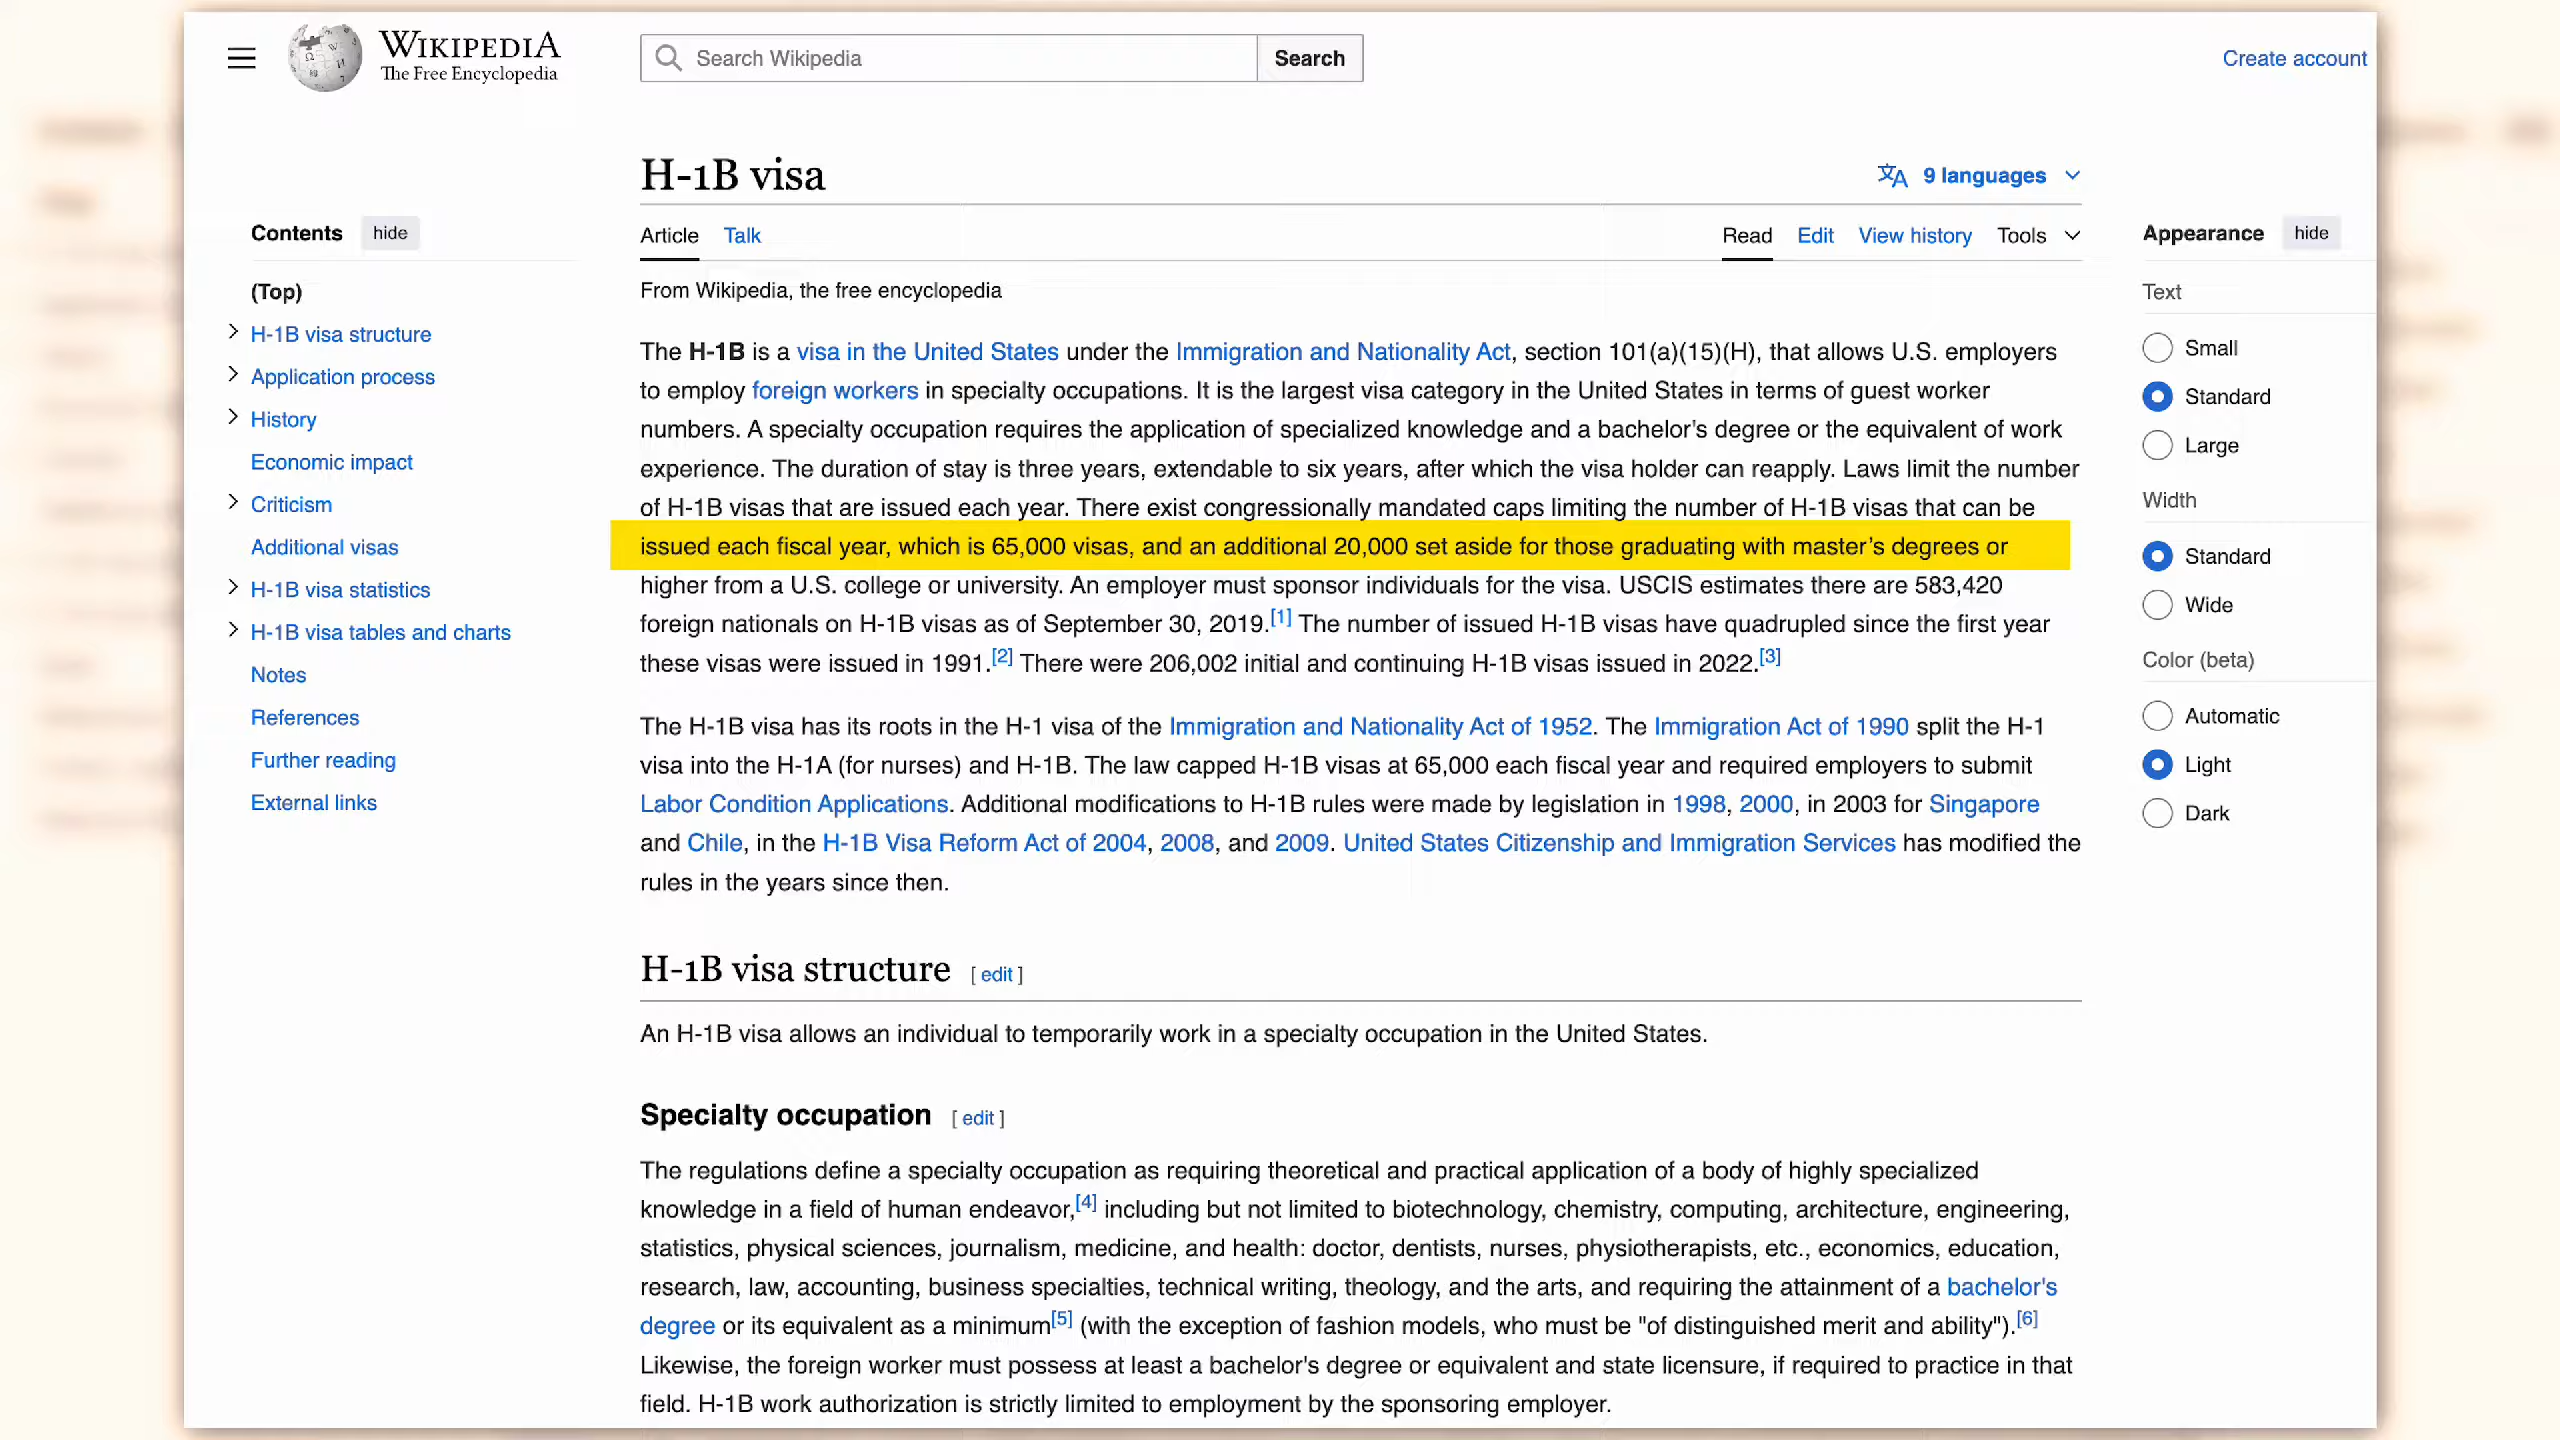 WIKIPEDIA
The Free Encyclopedia
Search Wikipedia
Search
Create account
H-1B visa
9 languages
Contents
hide
(Top)
H-1B visa structure
Application process
History
Economic impact
Criticism
Additional visas
H-1B visa statistics
H-1B visa tables and charts
Notes
References
Further reading
External links
Article
Talk
Read
Edit
View history
Tools
From Wikipedia, the free encyclopedia
The H-1B is a visa in the United States under the Immigration and Nationality Act, section 101(a)(15)(H), that allows U.S. employers
to employ foreign workers in specialty occupations. It is the largest visa category in the United States in terms of guest worker
numbers. A specialty occupation requires the application of specialized knowledge and a bachelor's degree or the equivalent of work
experience. The duration of stay is three years, extendable to six years, after which the visa holder can reapply. Laws limit the number
of H-1B visas that are issued each year. There exist congressionally mandated caps limiting the number of H-1B visas that can be
issued each fiscal year, which is 65,000 visas, and an additional 20,000 set aside for those graduating with master's degrees or
higher from a U.S. college or university. An employer must sponsor individuals for the visa. USCIS estimates there are 583,420
foreign nationals on H-1B visas as of September 30, 2019.[1] The number of issued H-1B visas have quadrupled since the first year
these visas were issued in 1991.[2] There were 206,002 initial and continuing H-1B visas issued in 2022.[3]
The H-1B visa has its roots in the H-1 visa of the Immigration and Nationality Act of 1952. The Immigration Act of 1990 split the H-1
visa into the H-1A (for nurses) and H-1B. The law capped H-1B visas at 65,000 each fiscal year and required employers to submit
Labor Condition Applications. Additional modifications to H-1B rules were made by legislation in 1998, 2000, in 2003 for Singapore
and Chile, in the H-1B Visa Reform Act of 2004, 2008, and 2009. United States Citizenship and Immigration Services has modified the
rules in the years since then.
H-1B visa structure [ edit ]
An H-1B visa allows an individual to temporarily work in a specialty occupation in the United States.
Specialty occupation [ edit ]
The regulations define a specialty occupation as requiring theoretical and practical application of a body of highly specialized
knowledge in a field of human endeavor,[4] including but not limited to biotechnology, chemistry, computing, architecture, engineering,
statistics, physical sciences, journalism, medicine, and health: doctor, dentists, nurses, physiotherapists, etc., economics, education,
research, law, accounting, business specialties, technical writing, theology, and the arts, and requiring the attainment of a bachelor's
degree or its equivalent as a minimum[5] (with the exception of fashion models, who must be "of distinguished merit and ability").[6]
Likewise, the foreign worker must possess at least a bachelor's degree or equivalent and state licensure, if required to practice in that
field. H-1B work authorization is strictly limited to employment by the sponsoring employer.
Appearance
hide
Text
Small
Standard
Large
Width
Standard
Wide
Color (beta)
Automatic
Light
Dark